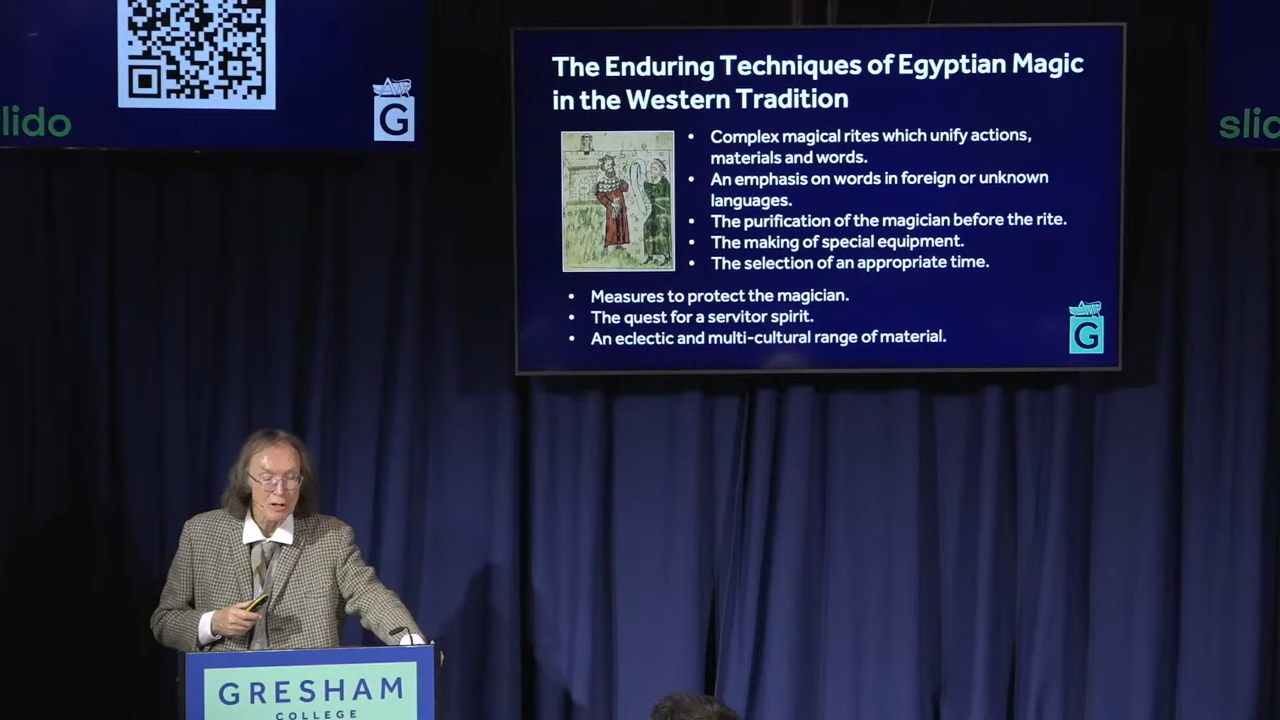 lido
G
The Enduring Techniques of Egyptian Magic
in the Western Tradition
• Complex magical rites which unify actions,
materials and words.
• An emphasis on words in foreign or unknown
languages.
• The purification of the magician before the rite.
• The making of special equipment.
• The selection of an appropriate time.
• Measures to protect the magician.
• The quest for a servitor spirit.
• An eclectic and multi-cultural range of material.
G
slic
GRESHAM
COLLEGE